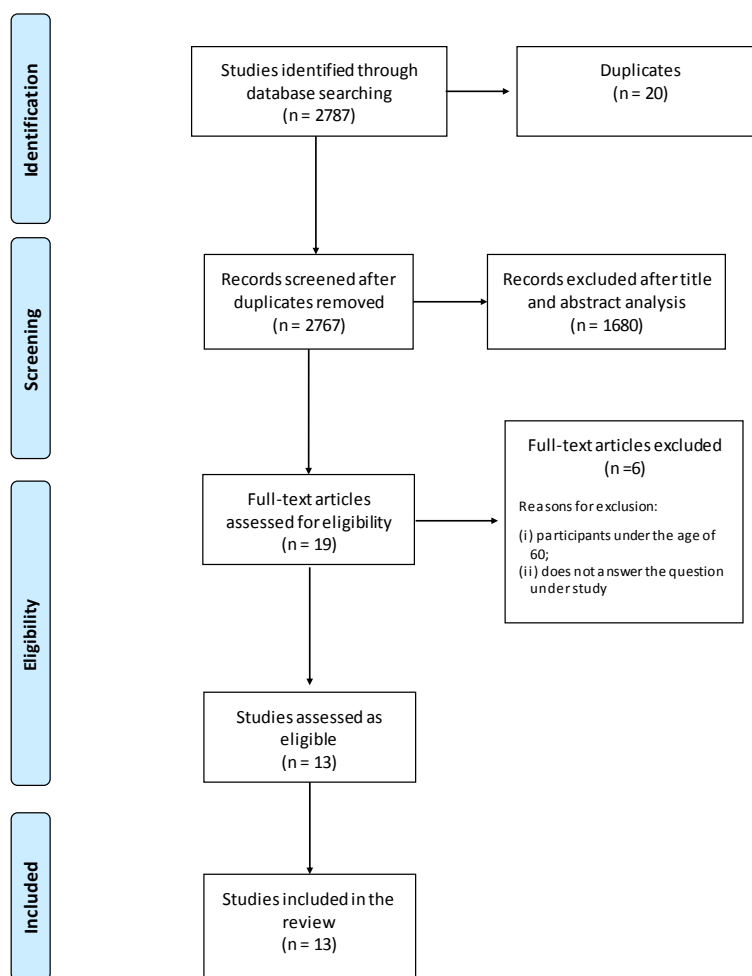 Identification
Studies identified through
database searching
(n = 2787)
Duplicates
(n = 20)
Screening
Records screened after
duplicates removed
(n = 2767)
Records excluded after title
and abstract analysis
(n = 1680)
Eligibility
Full-text articles
assessed for eligibility
(n = 19)
Full-text articles excluded
(n =6)
Reasons for exclusion:
(i) participants under the age of
60;
(ii) does not answer the question
under study
Studies assessed as
eligible
(n = 13)
Included
Studies included in the
review
(n = 13)